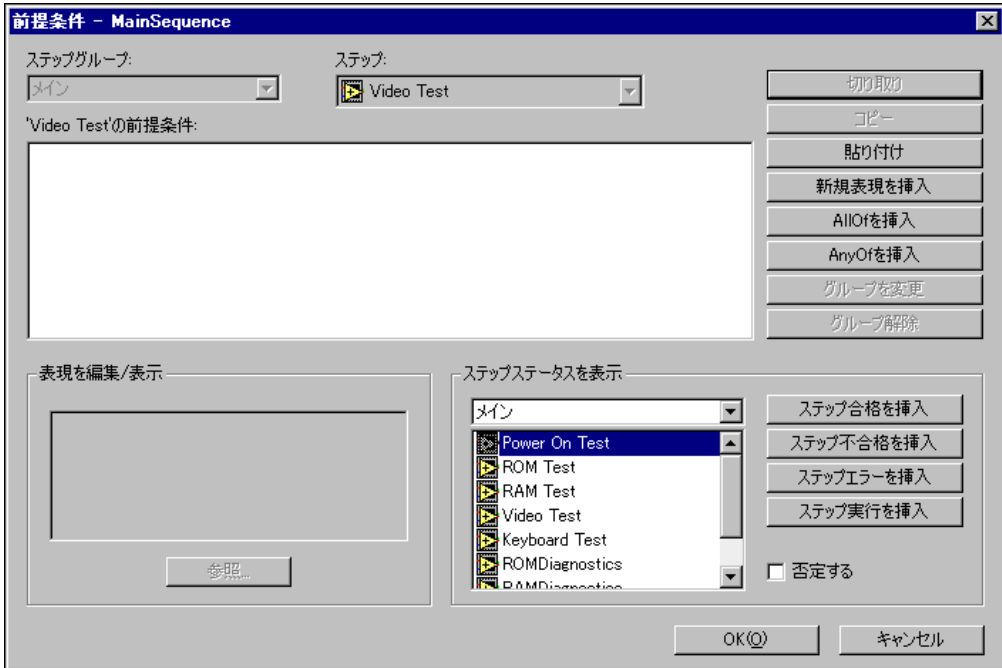 前提条件 - MainSequence
ステップグループ:
ステップ:
メイン
Video Test
'Video Test'の前提条件:
切り取り
コピー
貼り付け
新規表現を挿入
AllOfを挿入
AnyOfを挿入
グループを変更
グループ解除
表現を編集/表示
参照...
ステップステータスを表示
メイン
Power On Test
ROM Test
RAM Test
Video Test
Keyboard Test
ROMDiagnostics
RAMDiagnostics
ステップ合格を挿入
ステップ不合格を挿入
ステップエラーを挿入
ステップ実行を挿入
否定する
OK(O)
キャンセル